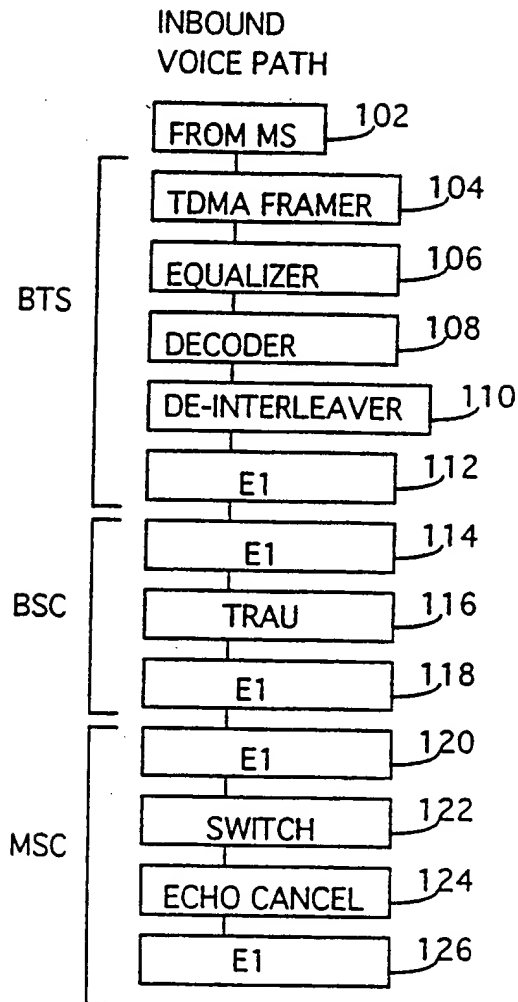 INBOUND
VOICE PATH
FROM MS 102
TDMA FRAMER 104
EQUALIZER 106
BTS
DECODER 108
DE-INTERLEAVER 110
E1 112
E1 114
BSC
TRAU 116
E1 118
E1 120
MSC
SWITCH 122
ECHO CANCEL 124
E1 126